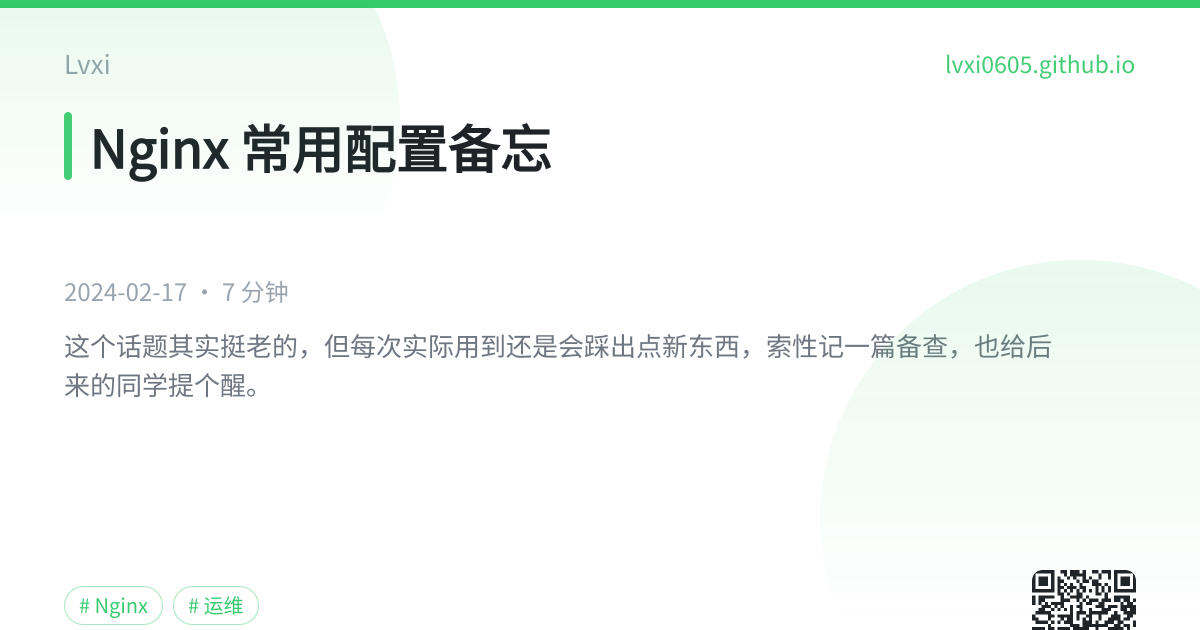 Lvxi
lvxi0605.github.io
Nginx 常用配置备忘
2024-02-17 · 7 分钟
这个话题其实挺老的，但每次实际用到还是会踩出点新东西，索性记一篇备查，也给后
来的同学提个醒。
# Nginx
# 运维